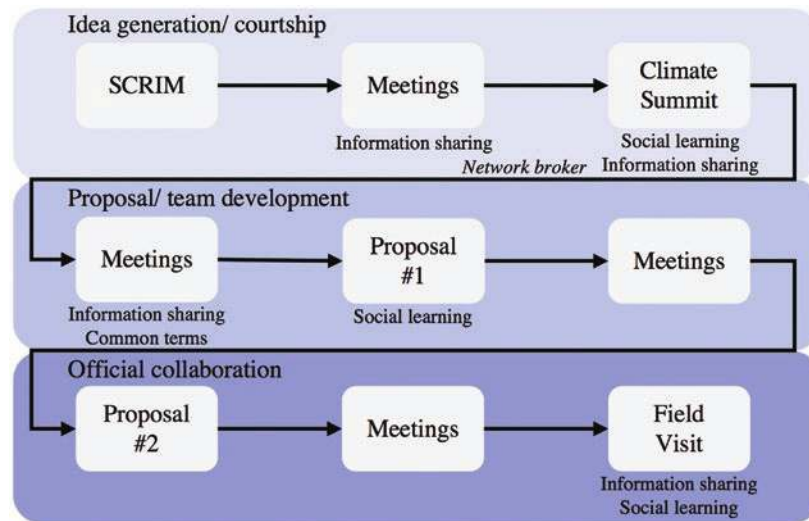 Idea generation/ courtship
SCRIM
Meetings
Information sharing
Climate
Summit
Social learning
Information sharing
Network broker
Proposal/ team development
Meetings
Information sharing
Common terms
Proposal
#1
Social learning
Meetings
Official collaboration
Proposal
#2
Meetings
Field
Visit
Information sharing
Social learning